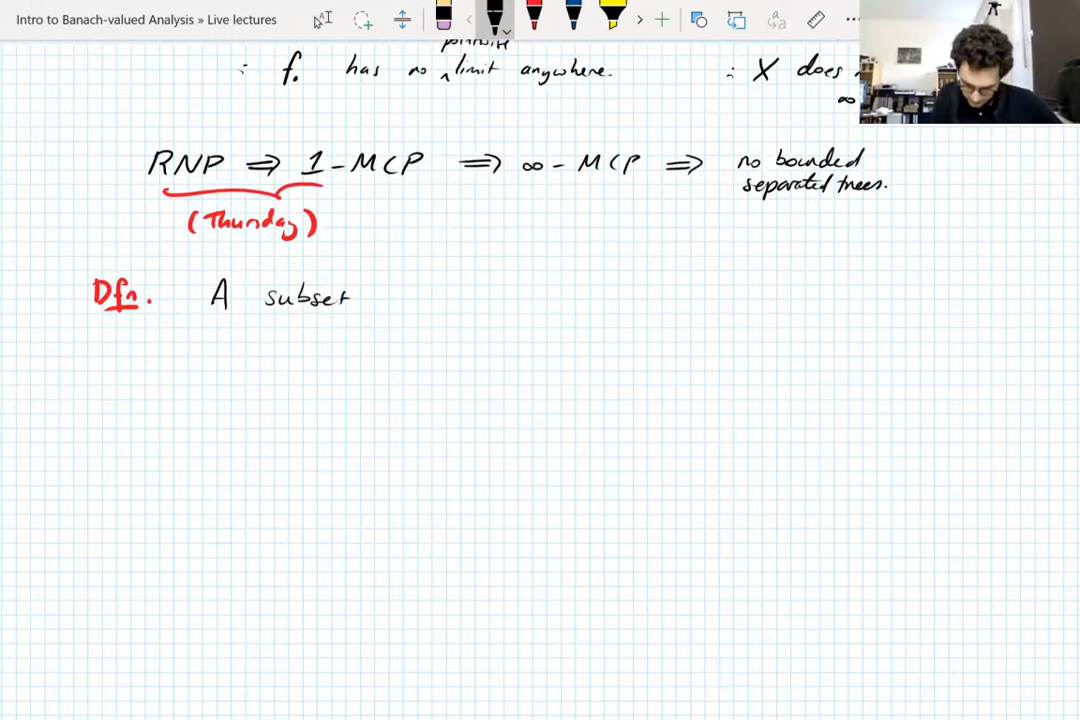 Intro to Banach-valued Analysis » Live lectures
pointwise
∴ f. has no limit anywhere. ∴ X does
∞
RNP ⇒ 1-MCP ⇒ ∞-MCP ⇒ no bounded
separated trees.
(Thursday)
Dfn. A subset